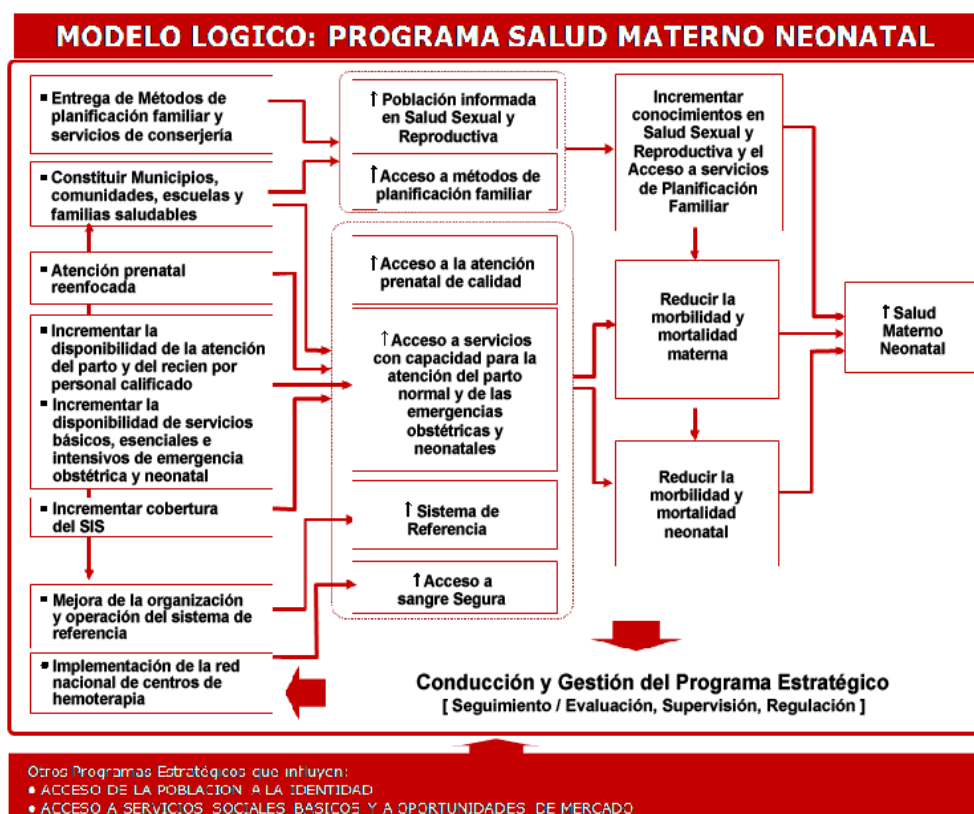 MODELO LOGICO: PROGRAMA SALUD MATERNO NEONATAL
▪ Entrega de Métodos de
planificación familiar y
servicios de conserjería
▪ Constituir Municipios,
comunidades, escuelas y
familias saludables
▪ Atención prenatal
reenfocada
▪ Incrementar la
disponibilidad de la atención
del parto y del recien por
personal calificado
▪ Incrementar la
disponibilidad de servicios
básicos, esenciales e
intensivos de emergencia
obstétrica y neonatal
▪ Incrementar cobertura
del SIS
▪ Mejora de la organización
y operación del sistema de
referencia
▪ Implementación de la red
nacional de centros de
hemoterapia
↑ Población informada
en Salud Sexual y
Reproductiva
↑ Acceso a métodos de
planificación familiar
↑ Acceso a la atención
prenatal de calidad
↑ Acceso a servicios
con capacidad para la
atención del parto
normal y de las
emergencias
obstétricas y
neonatales
↑ Sistema de
Referencia
↑ Acceso a
sangre Segura
Incrementar
conocimientos en
Salud Sexual y
Reproductiva y el
Acceso a servicios
de Planificación
Familiar
Reducir la
morbilidad y
mortalidad
materna
Reducir la
morbilidad y
mortalidad
neonatal
↑ Salud
Materno
Neonatal
Conducción y Gestión del Programa Estratégico
[ Seguimiento / Evaluación, Supervisión, Regulación ]
Otros Programas Estratégicos que influyen:
● ACCESO DE LA POBLACION A LA IDENTIDAD
● ACCESO A SERVICIOS SOCIALES BASICOS Y A OPORTUNIDADES DE MERCADO